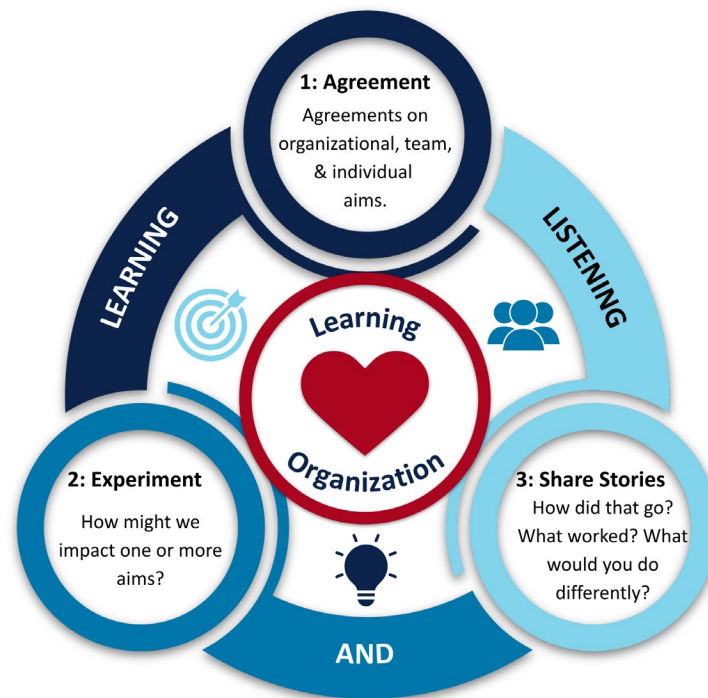 1: Agreement
Agreements on
organizational, team,
& individual
aims.
LEARNING
LISTENING
Learning
Organization
2: Experiment
How might we
impact one or more
aims?
3: Share Stories
How did that go?
What worked? What
would you do
differently?
AND